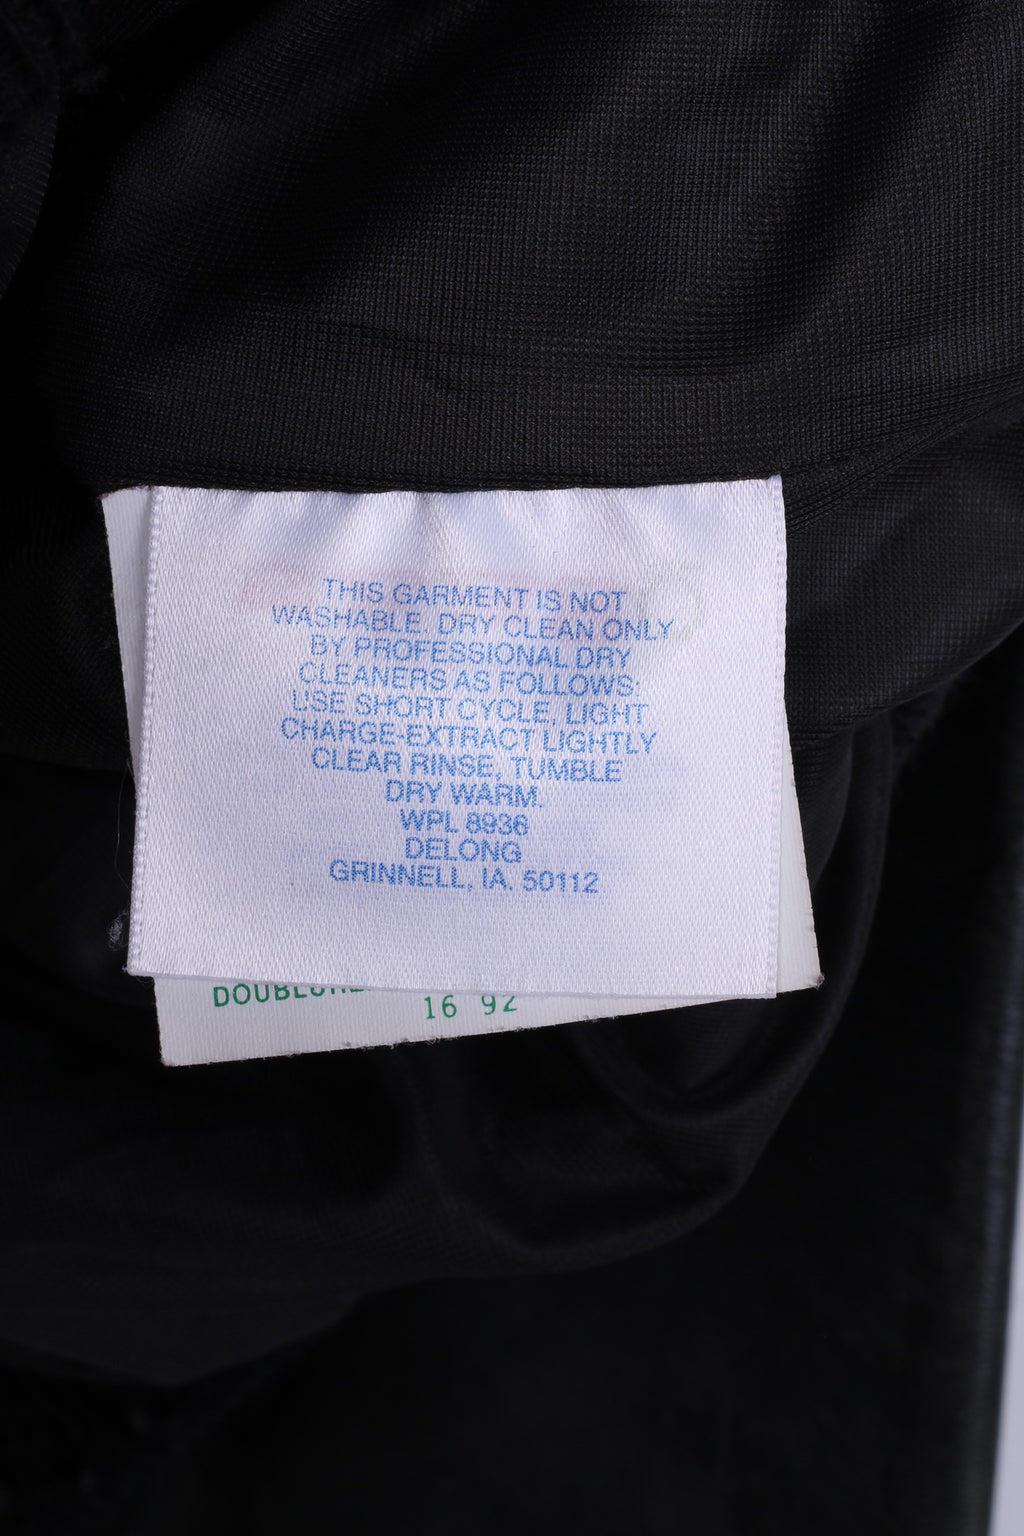 THIS GARMENT IS NOT
WASHABLE. DRY CLEAN ONLY
BY PROFESSIONAL DRY
CLEANERS AS FOLLOWS:
USE SHORT CYCLE, LIGHT
CHARGE-EXTRACT LIGHTLY
CLEAR RINSE, TUMBLE
DRY WARM.
WPL 8936
DELONG
GRINNELL, IA. 50112
16 92